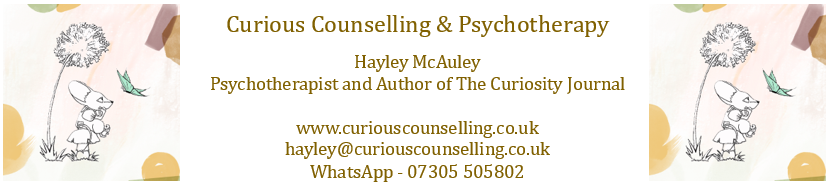 Curious Counselling & Psychotherapy
Hayley McAuley
Psychotherapist and Author of The Curiosity Journal
www.curiouscounselling.co.uk
hayley@curiouscounselling.co.uk
WhatsApp - 07305 505802